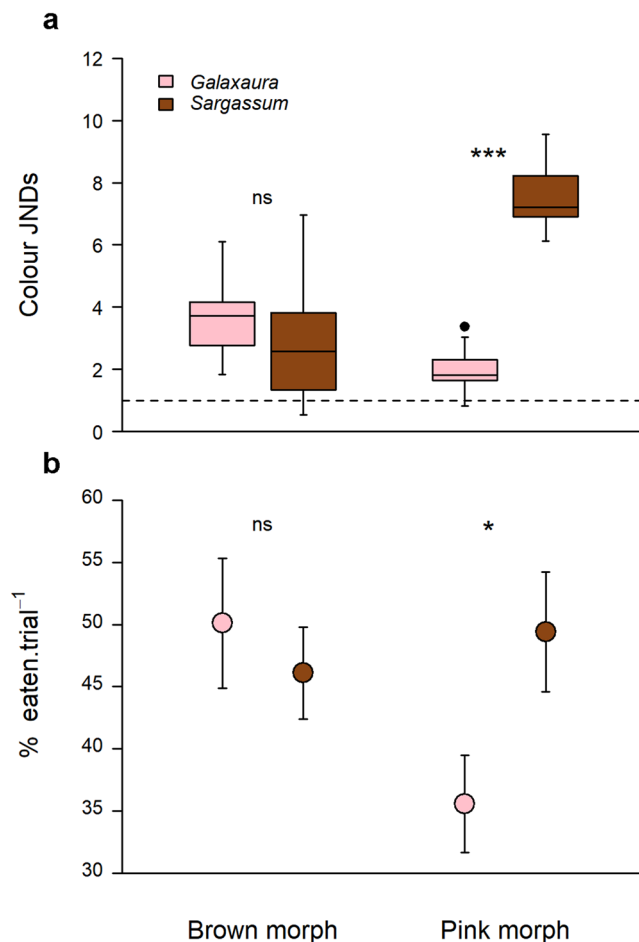 a
12
10
8
6
4
2
0
Colour JNDs
Galaxaura
Sargassum
ns
***
b
60
55
50
45
40
35
30
% eaten.trial⁻¹
ns
*
Brown morph
Pink morph